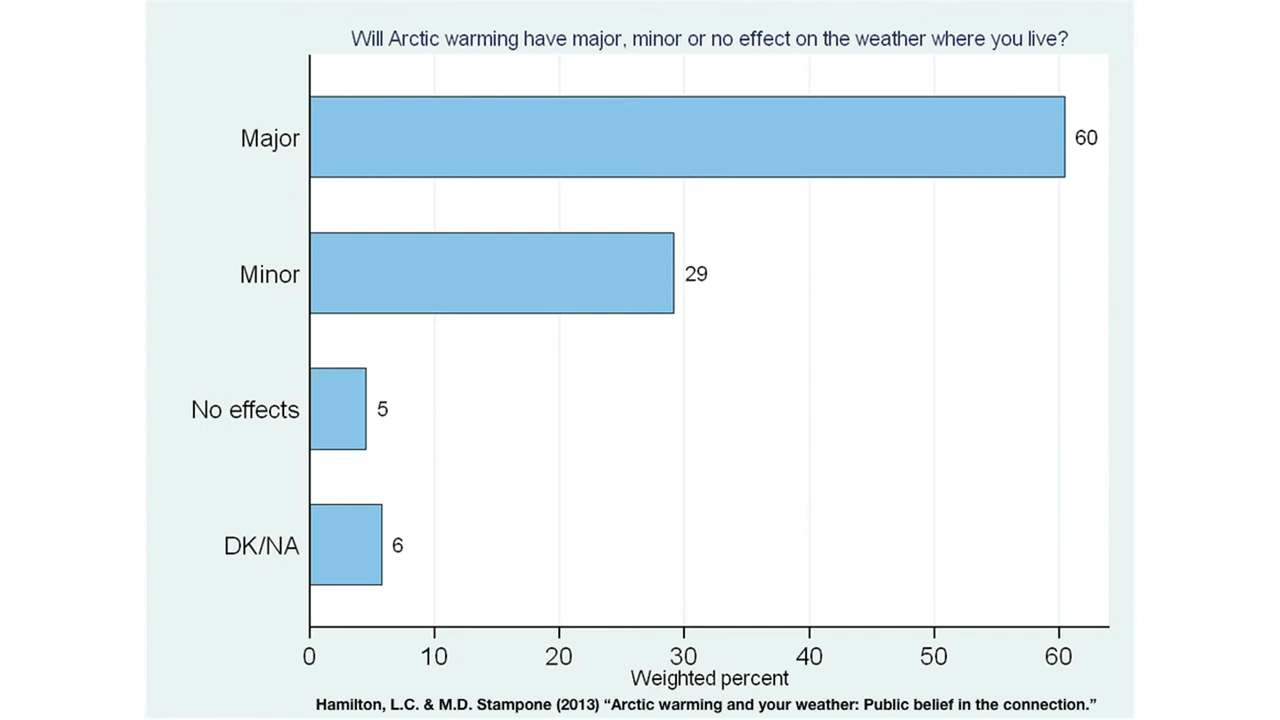 Will Arctic warming have major, minor or no effect on the weather where you live?
Major
60
Minor
29
No effects
5
DK/NA
6
0 10 20 30 40 50 60
Weighted percent
Hamilton, L.C. & M.D. Stampone (2013) “Arctic warming and your weather: Public belief in the connection.”